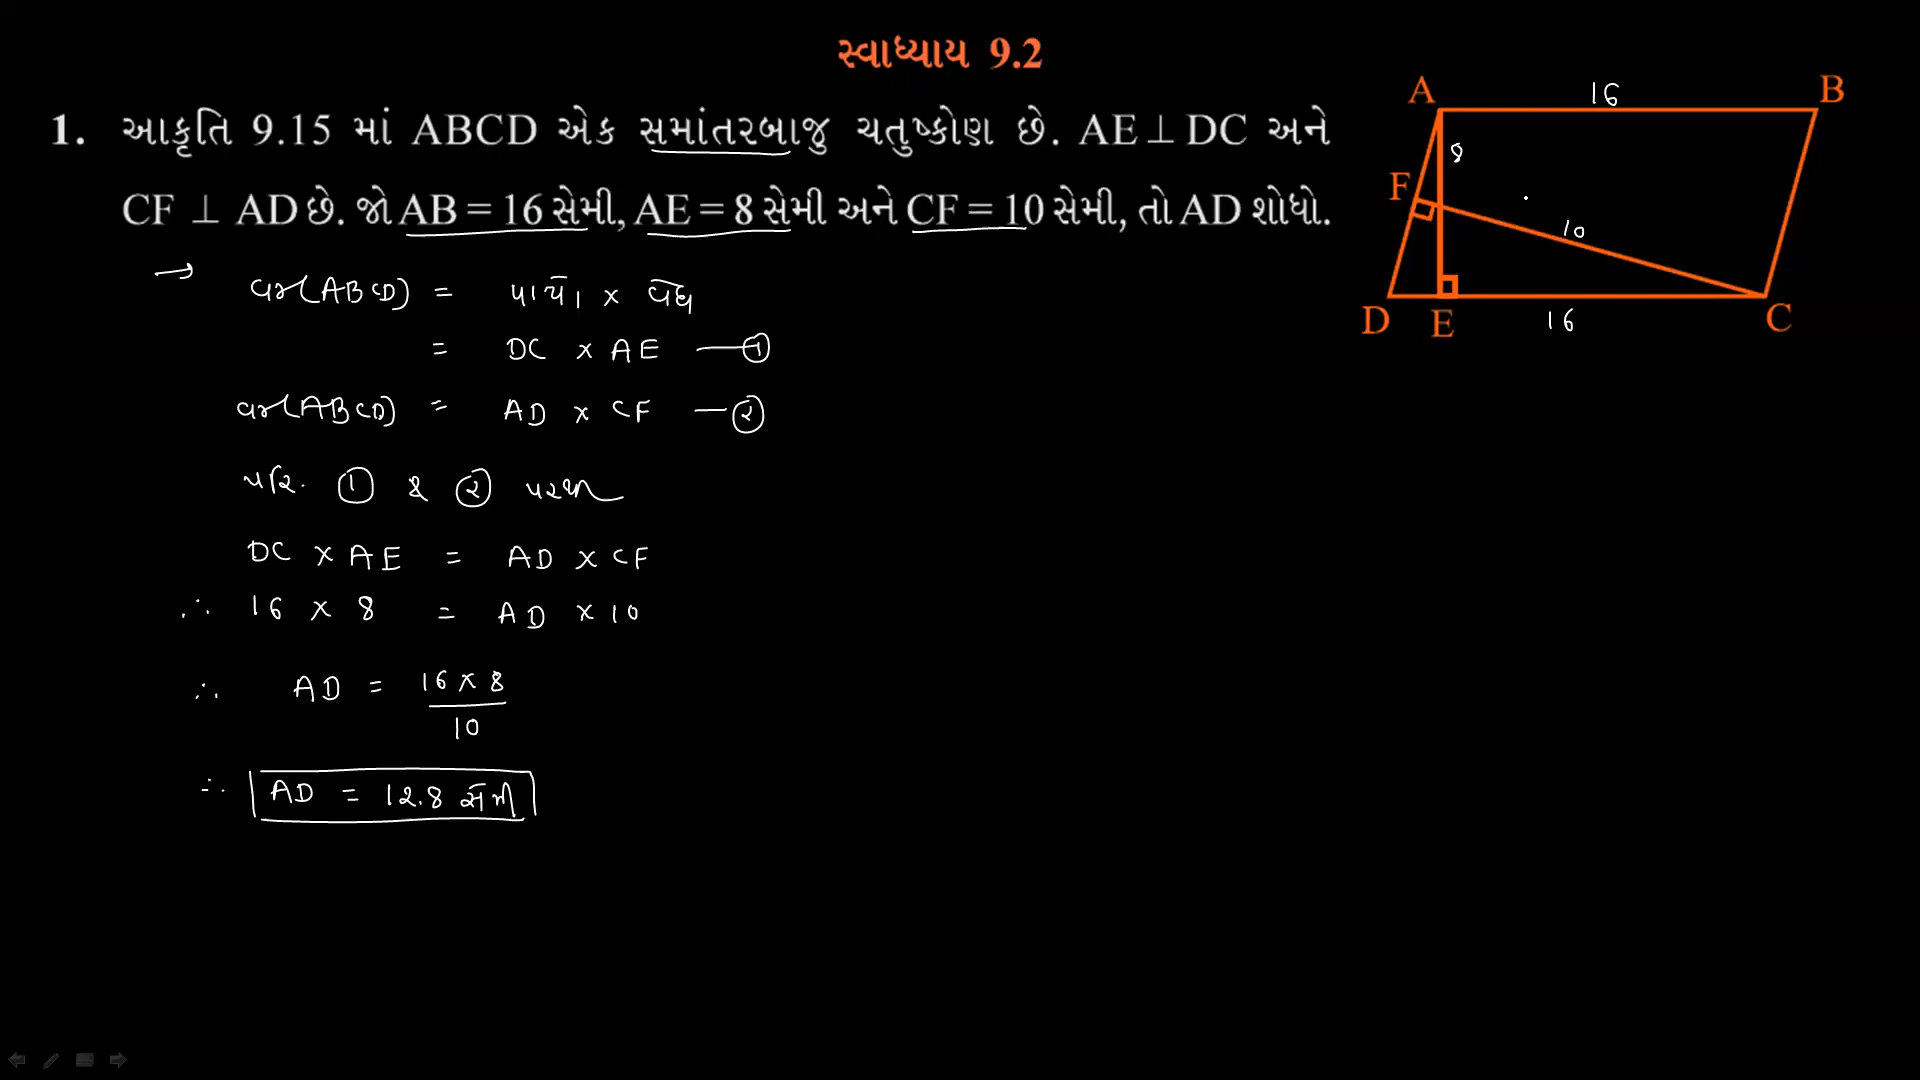 સ્વાધ્યાય 9.2
1. આકૃતિ 9.15 માં ABCD એક સમાંતરબાજુ ચતુષ્કોણ છે. AE ⊥ DC અને
CF ⊥ AD છે. જો AB = 16 સેમી, AE = 8 સેમી અને CF = 10 સેમી, તો AD શોધો.
A 16 B
8
F
10
D E 16 C
→ (ABCD) = પાયો × વેધ
= DC × AE — ①
(ABCD) = AD × CF — ②
પરિ. ① & ② પરથી
DC × AE = AD × CF
∴ 16 × 8 = AD × 10
∴ AD = 16 × 8
10
∴ AD = 12.8 સેમી